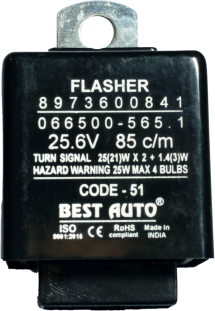 FLASHER
8973600841
066500-565.1
25.6V 85 c/m
TURN SIGNAL 25(21)W X 2 + 1.4(3)W
HAZARD WARNING 25W MAX 4 BULBS
CODE - 51
BEST AUTO®
ISO 9001:2015 CE RoHS compliant Made in INDIA